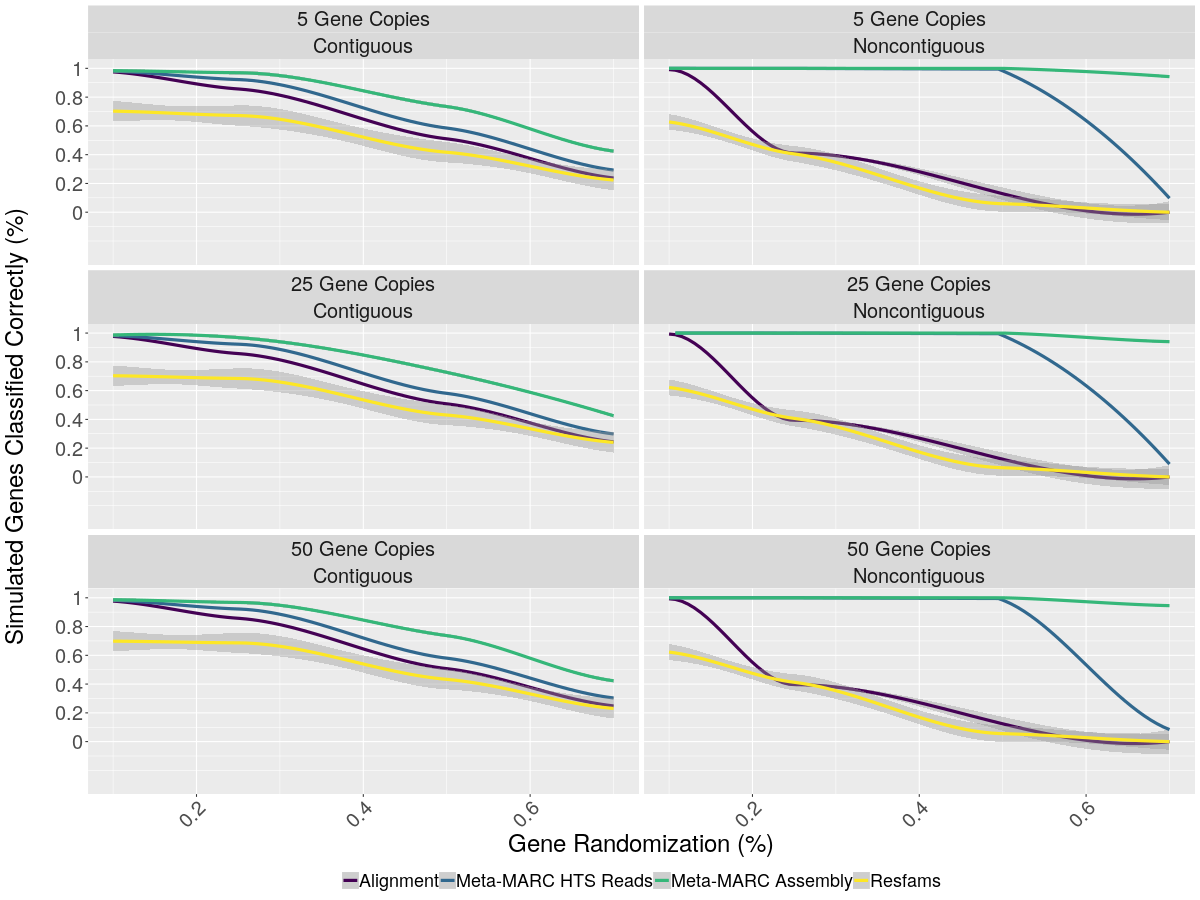 5 Gene Copies
Contiguous
5 Gene Copies
Noncontiguous
1
0.8
0.6
0.4
0.2
0
25 Gene Copies
Contiguous
25 Gene Copies
Noncontiguous
1
0.8
0.6
0.4
0.2
0
50 Gene Copies
Contiguous
50 Gene Copies
Noncontiguous
1
0.8
0.6
0.4
0.2
0
Simulated Genes Classified Correctly (%)
0.2
0.4
0.6
0.2
0.4
0.6
Gene Randomization (%)
Alignment
Meta-MARC HTS Reads
Meta-MARC Assembly
Resfams